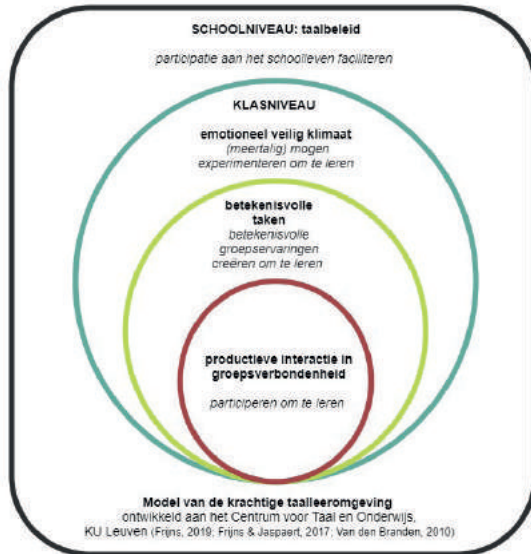 SCHOOLNIVEAU: taalbeleid
participatie aan het schoolleven faciliteren
KLASNIVEAU
emotioneel veilig klimaat
(meertalig) mogen
experimenteren om te leren
betekenisvolle
taken
betekenisvolle
groepservaringen
creëren om te leren
productieve interactie in
groepsverbondenheid
participeren om te leren
Model van de krachtige taalleeromgeving
ontwikkeld aan het Centrum voor Taal en Onderwijs,
KU Leuven (Frijns, 2019; Frijns & Jaspaert, 2017; Van den Branden, 2010)